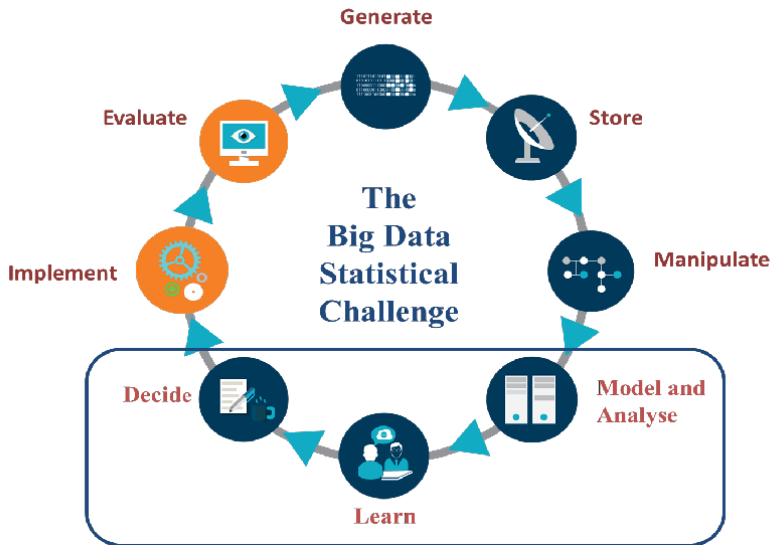 Generate
Evaluate
Store
The
Big Data
Statistical
Challenge
Manipulate
Implement
Decide
Model and
Analyse
Learn